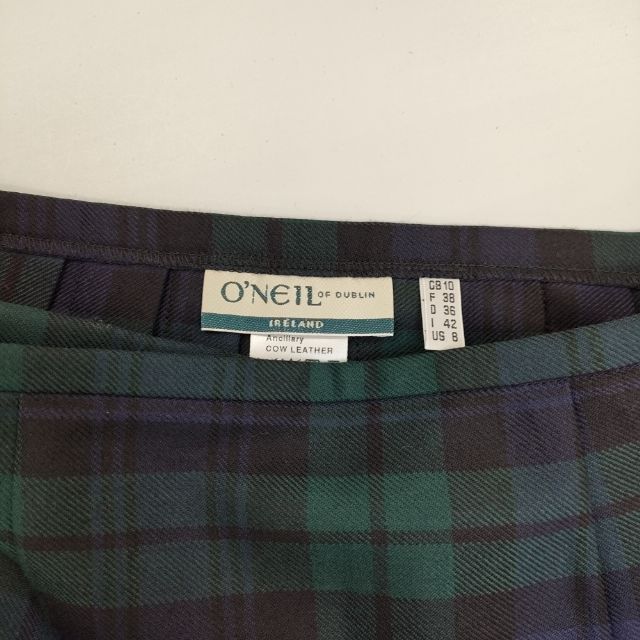 O'NEIL OF DUBLIN
IRELAND
Ancillary
COW LEATHER
GB 10
F 38
D 36
I 42
US 8